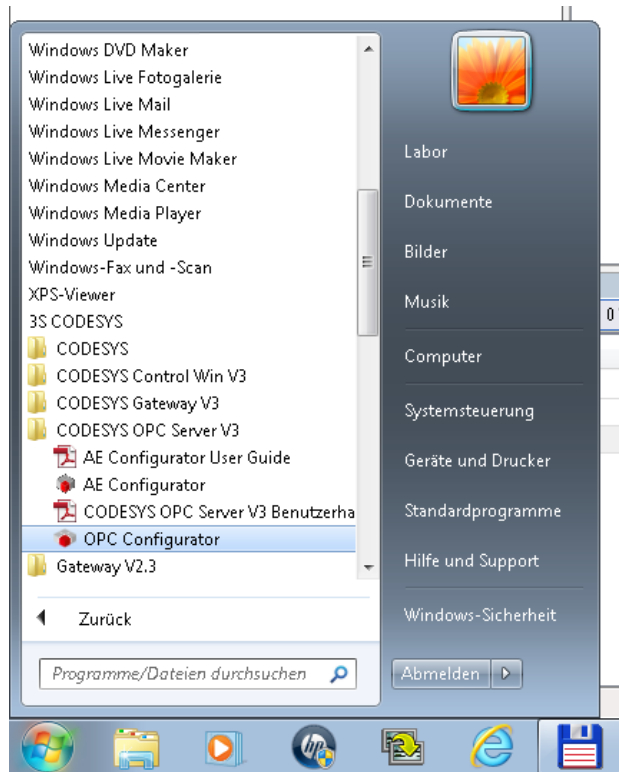 Windows DVD Maker
Windows Live Fotogalerie
Windows Live Mail
Windows Live Messenger
Windows Live Movie Maker
Windows Media Center
Windows Media Player
Windows Update
Windows-Fax und -Scan
XPS-Viewer
3S CODESYS
CODESYS
CODESYS Control Win V3
CODESYS Gateway V3
CODESYS OPC Server V3
AE Configurator User Guide
AE Configurator
CODESYS OPC Server V3 Benutzerha
OPC Configurator
Gateway V2.3
Zurück
Programme/Dateien durchsuchen
Labor
Dokumente
Bilder
Musik
Computer
Systemsteuerung
Geräte und Drucker
Standardprogramme
Hilfe und Support
Windows-Sicherheit
Abmelden
0
hp